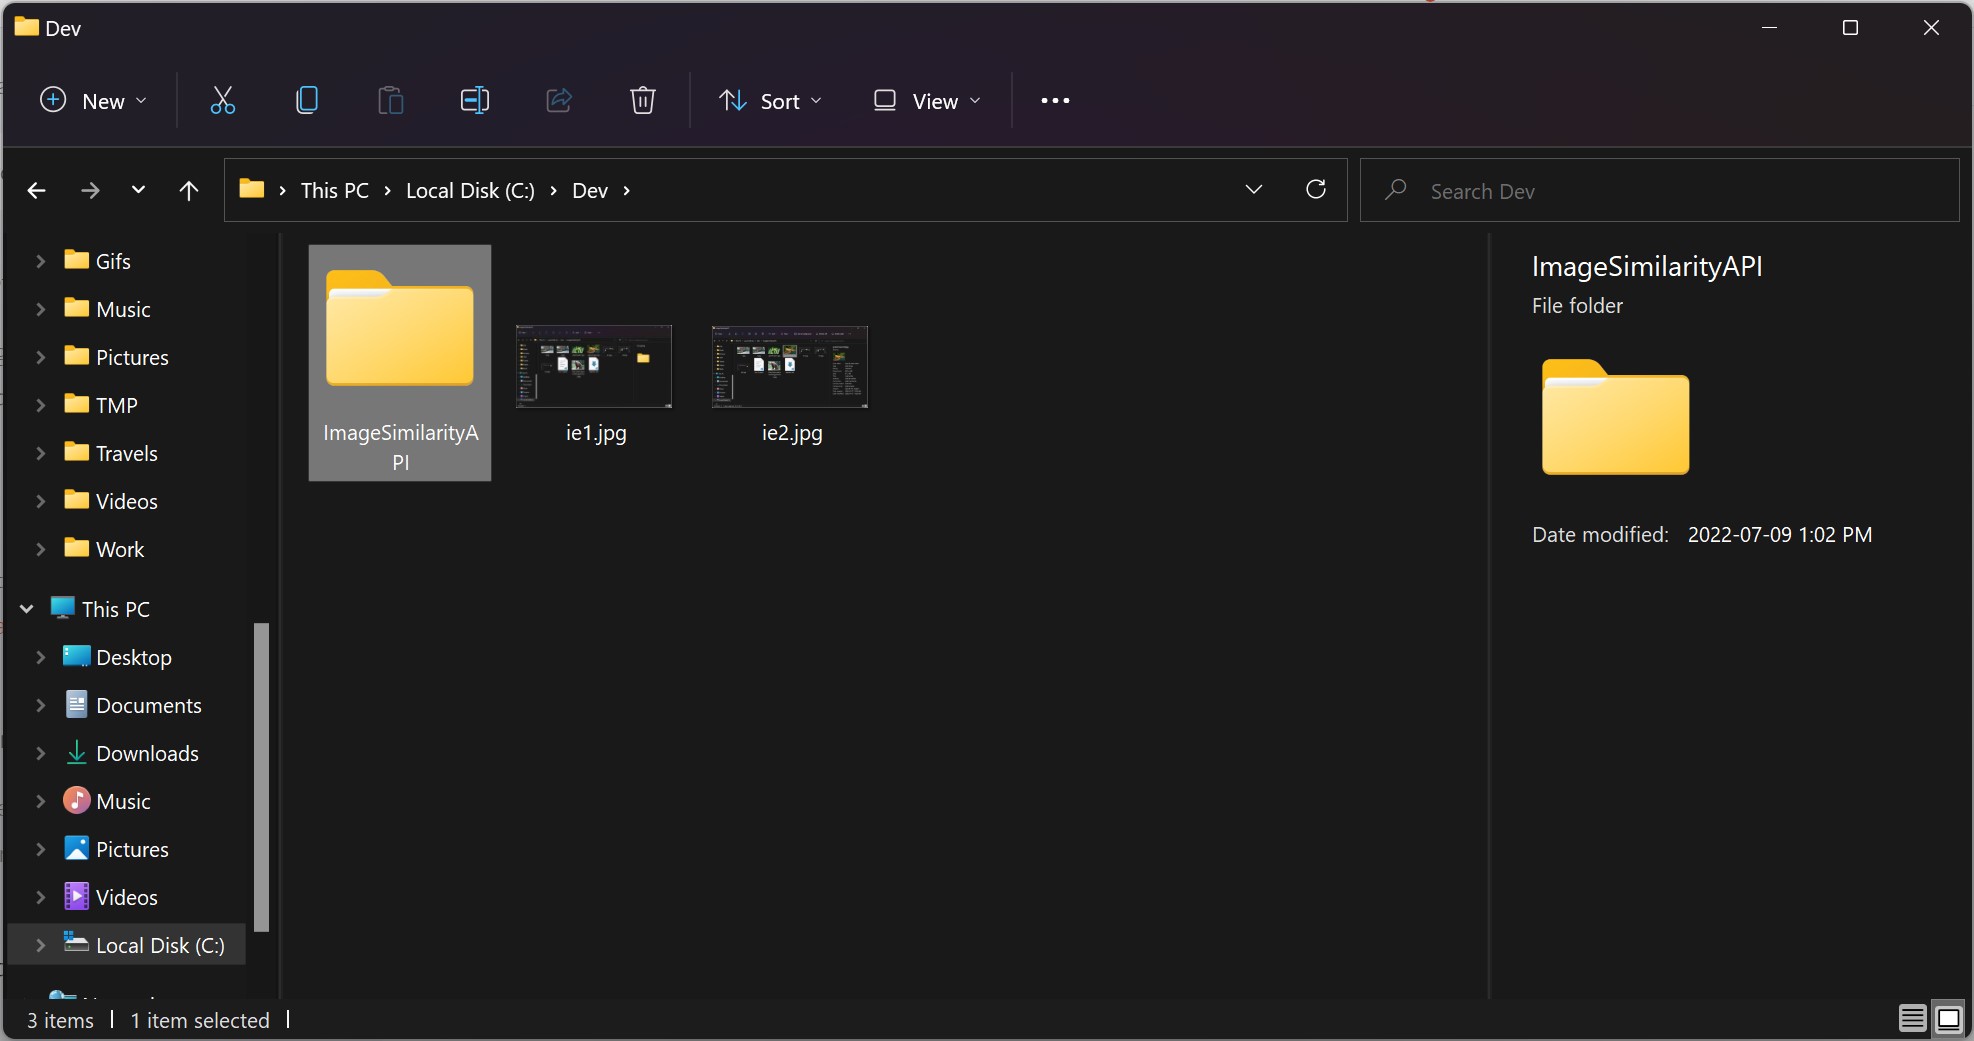 Dev
New
Sort
View
This PC > Local Disk (C:) > Dev >
Search Dev
Gifs
Music
Pictures
TMP
Travels
Videos
Work
This PC
Desktop
Documents
Downloads
Music
Pictures
Videos
Local Disk (C:)
ImageSimilarityA
PI
ie1.jpg
ie2.jpg
ImageSimilarityAPI
File folder
Date modified: 2022-07-09 1:02 PM
3 items | 1 item selected |